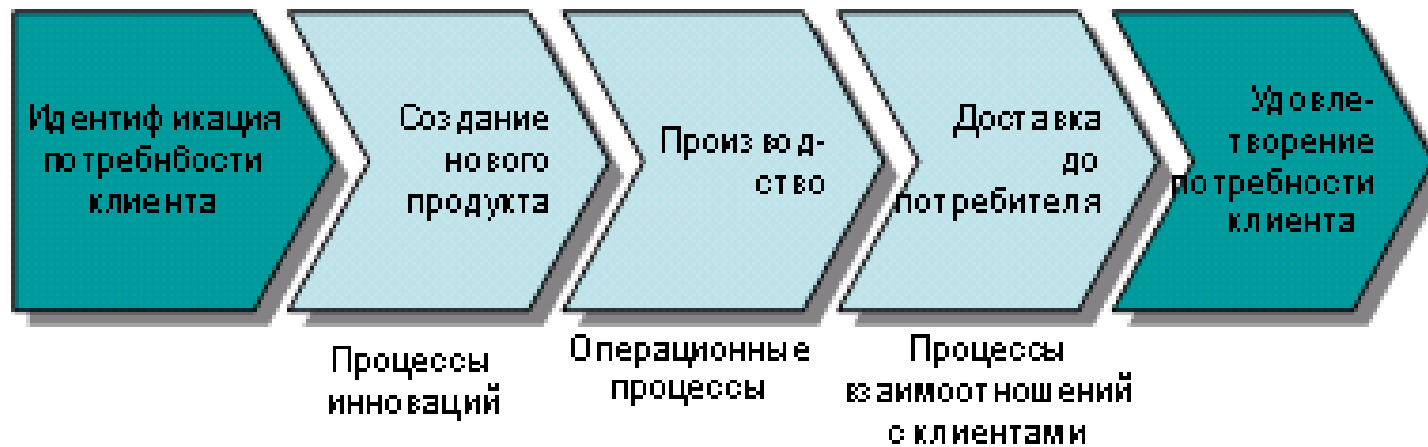 Идентификация
потребнбости
клиента
Создание
нового
продукта
Производ-
ство
Доставка
до
потребителя
Удовле-
творение
потребности
клиента
Процессы
инноваций
Операционные
процессы
Процессы
взаимоотношений
с клиентами